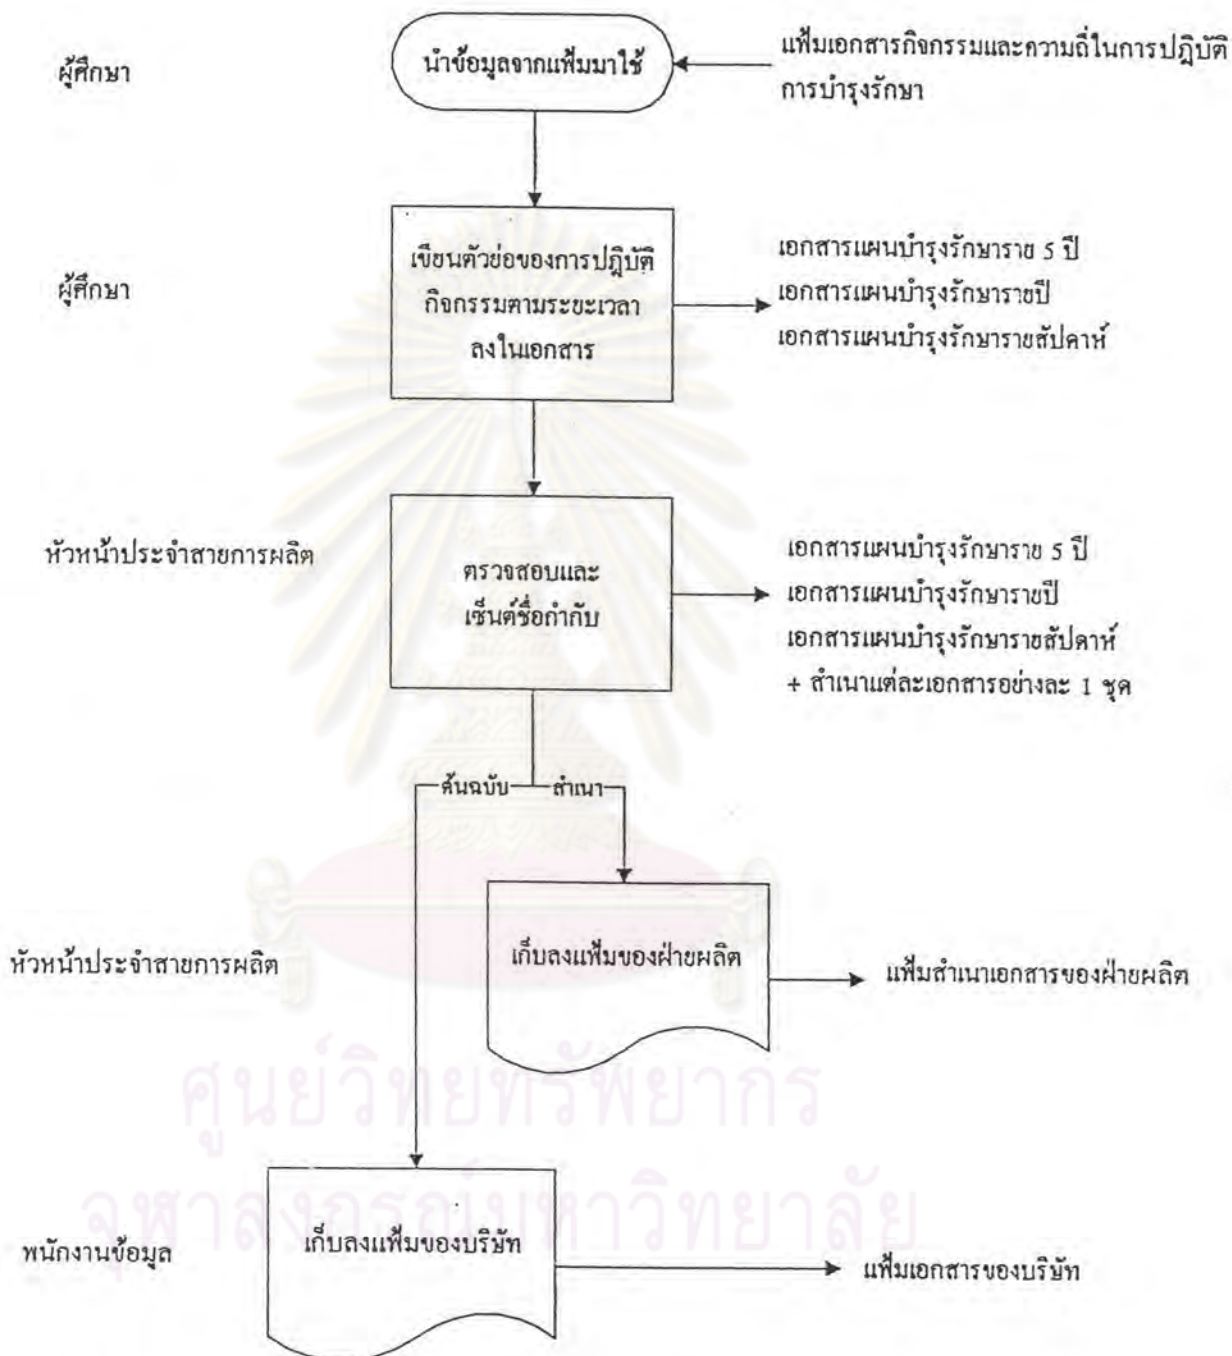 ผู้ศึกษา
นำข้อมูลจากแฟ้มมาใช้
แฟ้มเอกสารกิจกรรมและความถี่ในการปฏิบัติ
การบำรุงรักษา
ผู้ศึกษา
เขียนตัวย่อของการปฏิบัติ
กิจกรรมตามระยะเวลา
ลงในเอกสาร
เอกสารแผนบำรุงรักษาราย 5 ปี
เอกสารแผนบำรุงรักษารายปี
เอกสารแผนบำรุงรักษารายสัปดาห์
หัวหน้าประจำสายการผลิต
ตรวจสอบและ
เซ็นต์ชื่อกำกับ
เอกสารแผนบำรุงรักษาราย 5 ปี
เอกสารแผนบำรุงรักษารายปี
เอกสารแผนบำรุงรักษารายสัปดาห์
+ สำเนาแต่ละเอกสารอย่างละ 1 ชุด
ต้นฉบับ สำเนา
หัวหน้าประจำสายการผลิต
เก็บลงแฟ้มของฝ่ายผลิต
แฟ้มสำเนาเอกสารของฝ่ายผลิต
ศูนย์วิทยทรัพยากร
จุฬาลงกรณ์มหาวิทยาลัย
พนักงานข้อมูล
เก็บลงแฟ้มของบริษัท
แฟ้มเอกสารของบริษัท